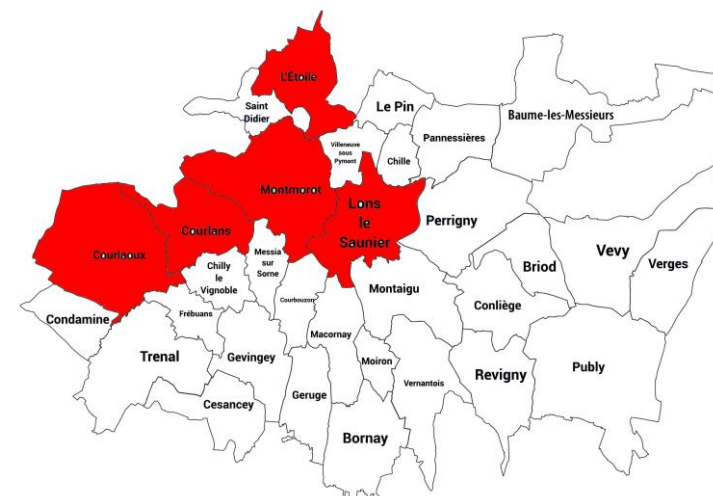 L'Étoile
Saint
Didier
Le Pin
Baume-les-Messieurs
Pannessières
Villeneuve
sous
Pymont
Chille
Montmorot
Lons
le
Saunier
Perrigny
Courlans
Courlaoux
Messia
sur
Sorne
Chilly
le
Vignoble
Briod
Vevy
Verges
Montaigu
Conliège
Courbouzon
Frébuans
Condamine
Macornay
Trenal
Gevingey
Moiron
Revigny
Publy
Vernantois
Geruge
Cesancey
Bornay